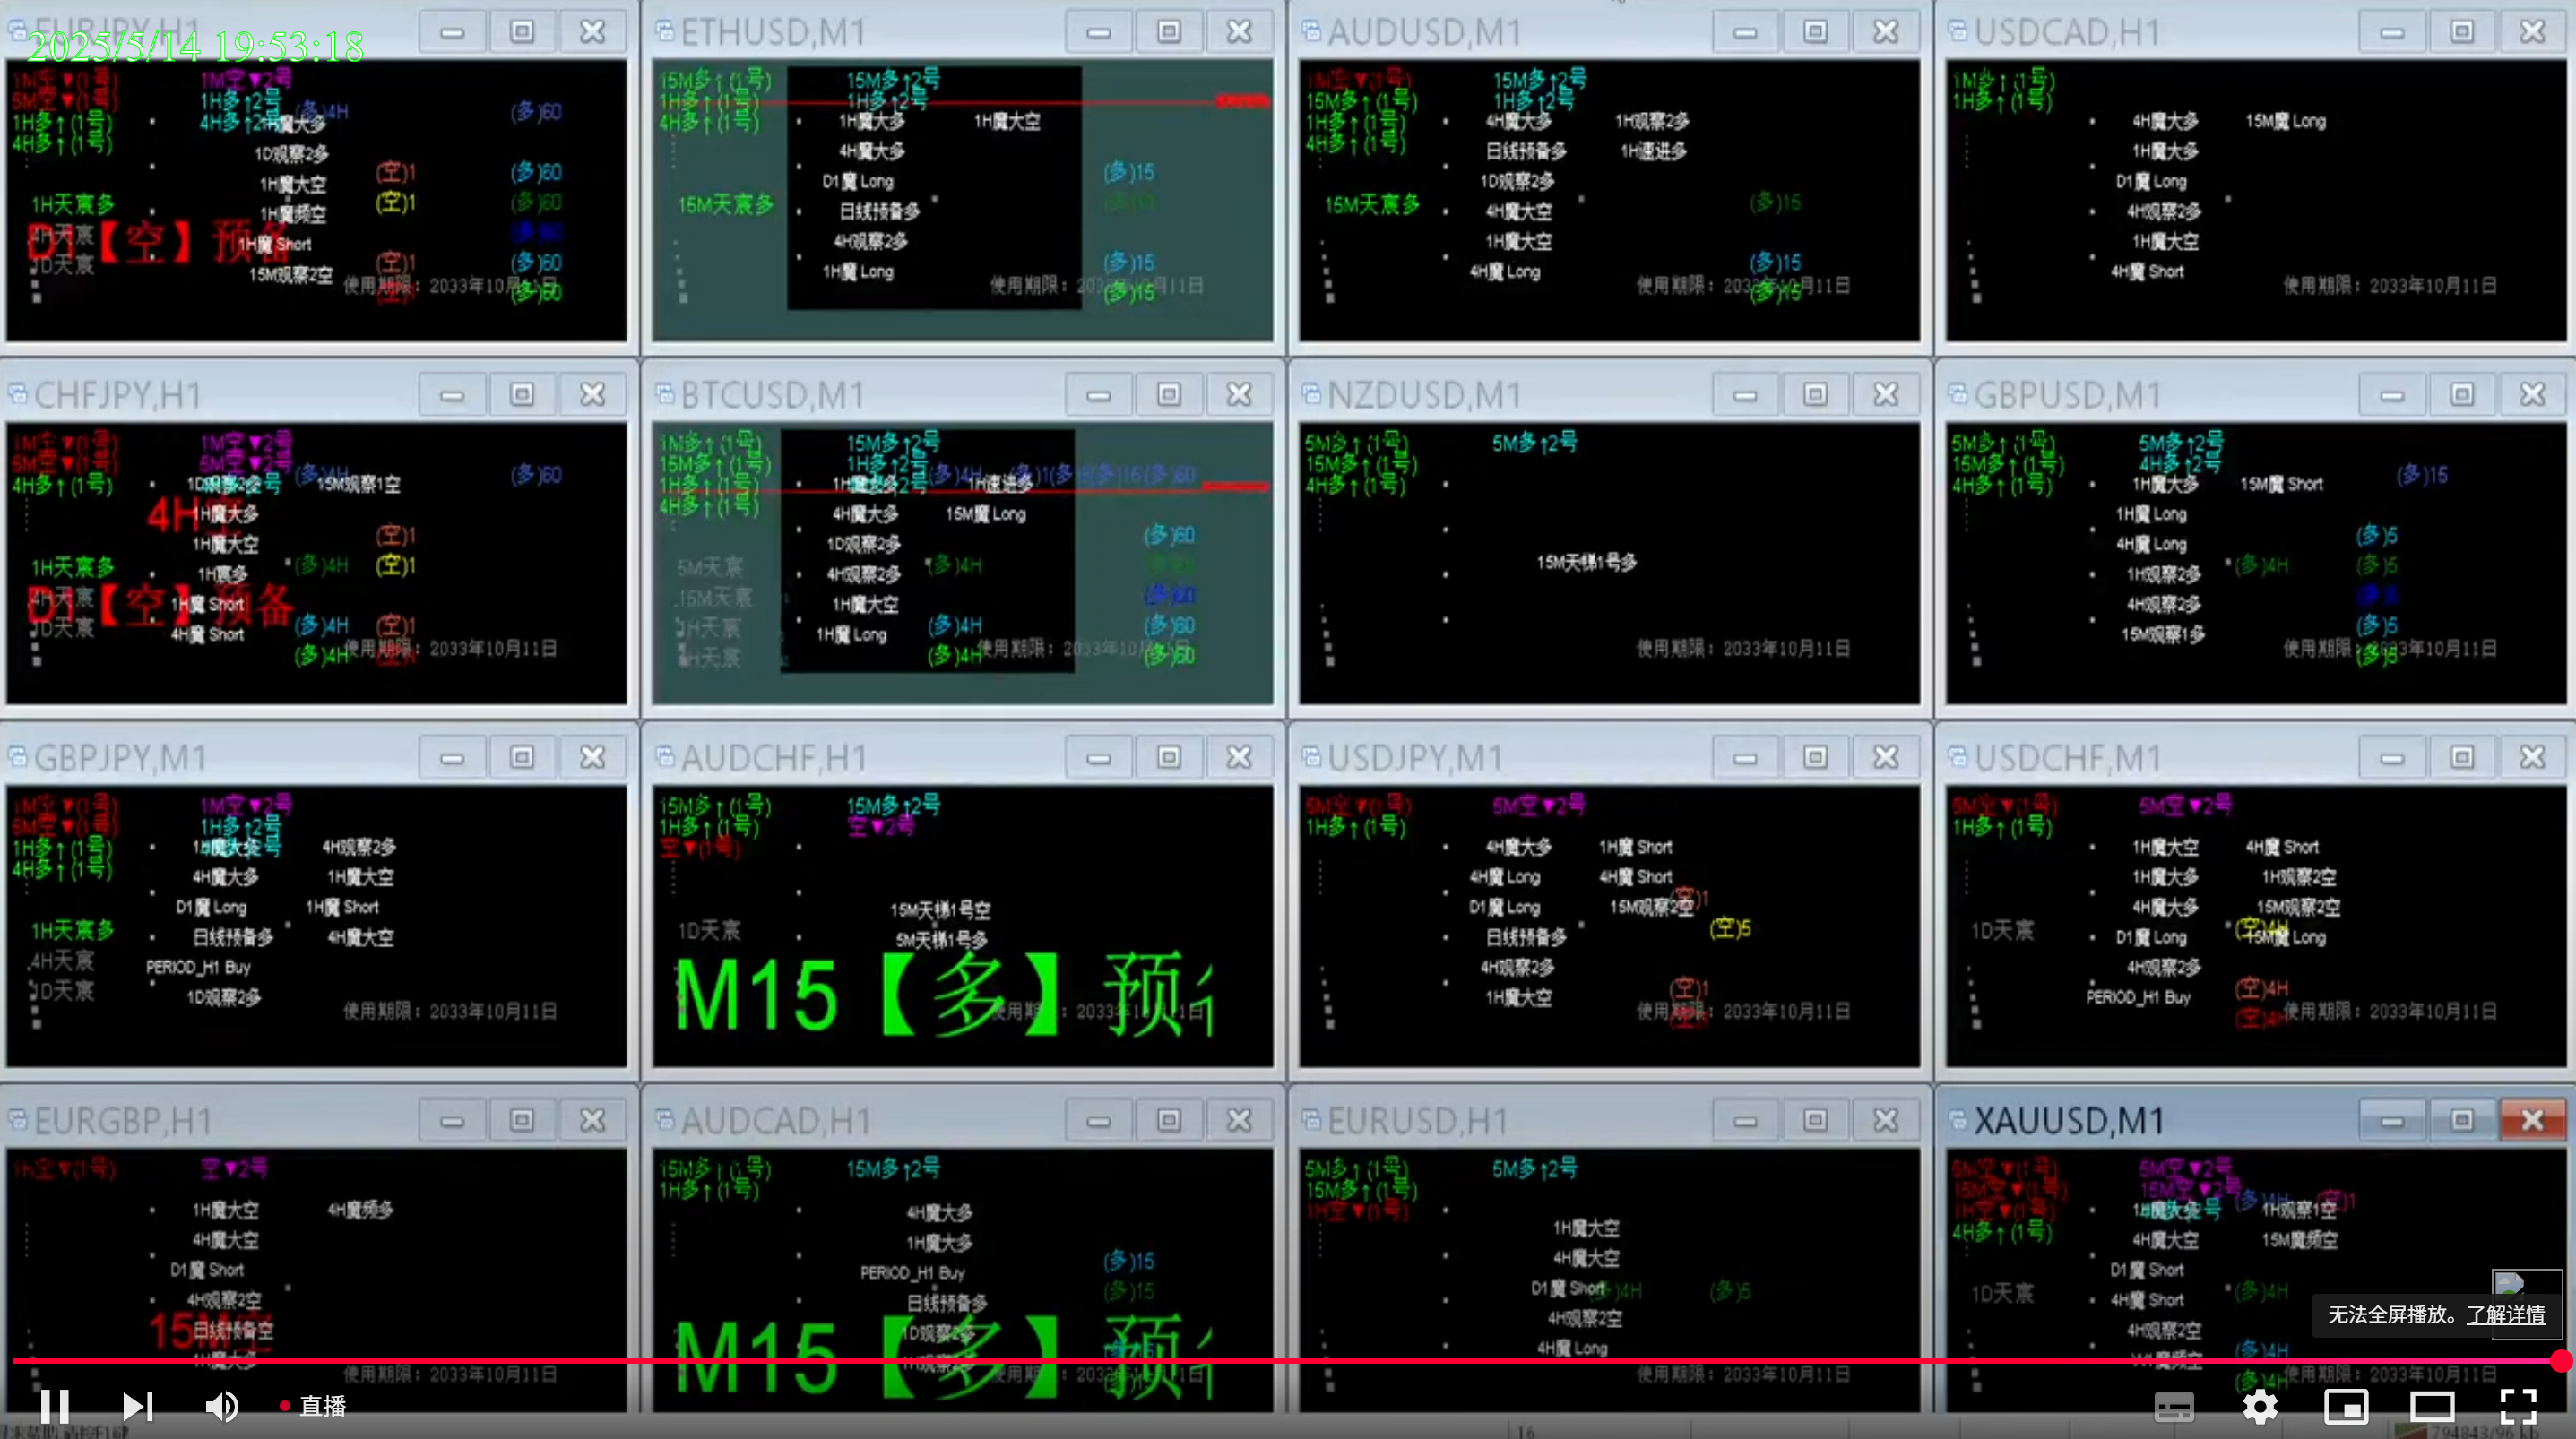 EURJPY,H1
2025/5/14 19:53:18
1M空▼(1号) 1M空▼2号
5M空▼(1号) 1H多↑2号 (多)4H (多)60
1H多↑(1号) 4H多↑2号 1H魔大多
4H多↑(1号)
1D观察2多
1H魔大空 (空)1 (多)60
1H天宸多 1H魔频空 (空)1 (多)60
4H天宸 D1【空】预备 1H魔 Short
1D天宸 15M观察2空 (空)1 (多)60
使用期限：2033年10月11日 (多)60
ETHUSD,M1
15M多↑(1号) 15M多↑2号
1H多↑(1号) 1H多↑2号
4H多↑(1号) 1H魔大多 1H魔大空
4H魔大多
D1魔 Long (多)15
15M天宸多 日线预备多
4H观察2多
1H魔 Long (多)15
使用期限：2033年10月11日 (多)15
AUDUSD,M1
1M空▼(1号) 15M多↑2号
15M多↑(1号) 1H多↑2号
1H多↑(1号) 4H魔大多 1H观察2多
4H多↑(1号) 日线预备多 1H速进多
1D观察2多
15M天宸多 4H魔大空 (多)15
1H魔大空
4H魔 Long (多)15
使用期限：2033年10月11日 (多)15
USDCAD,H1
1M多↑(1号)
1H多↑(1号)
4H魔大多 15M魔 Long
1H魔大多
D1魔 Long
4H观察2多
1H魔大空
4H魔 Short
使用期限：2033年10月11日
CHFJPY,H1
1M空▼(1号) 1M空▼2号
5M空▼(1号) 5M空▼2号 (多)4H (多)60
4H多↑(1号) 1D观察2多 15M观察1空
1H魔大多
1H魔大空 (空)1
1H天宸多 1H宸多 (多)4H (空)1
4H天宸 D1【空】预备 1H魔 Short
1D天宸 4H魔 Short (多)4H (空)1
(多)4H 使用期限：2033年10月11日
BTCUSD,M1
1M多↑(1号) 15M多↑2号
15M多↑(1号) 1H多↑2号 (多)4H (多)60
1H多↑(1号) 1H魔大多 1H速进多
4H多↑(1号) 4H魔大多 15M魔 Long
1D观察2多 (多)60
5M天宸 4H观察2多 (多)4H
15M天宸 1H魔大空 (多)60
1H天宸 1H魔 Long (多)4H (多)60
4H天宸 (多)4H 使用期限：2033年10月11日 (多)60
NZDUSD,M1
5M多↑(1号) 5M多↑2号
15M多↑(1号)
4H多↑(1号)
15M天梯1号多
使用期限：2033年10月11日
GBPUSD,M1
5M多↑(1号) 5M多↑2号
15M多↑(1号) 4H多↑2号 (多)15
4H多↑(1号) 1H魔大多 15M魔 Short
1H魔 Long
4H魔 Long (多)5
1H观察2多 (多)4H (多)5
4H观察2多
15M观察1多 (多)5
使用期限：2033年10月11日 (多)5
GBPJPY,M1
1M空▼(1号) 1M空▼2号
5M空▼(1号) 1H多↑2号
1H多↑(1号) 1H魔大多 4H观察2多
4H多↑(1号) 4H魔大多 1H魔大空
D1魔 Long 1H魔 Short
1H天宸多 日线预备多 4H魔大空
4H天宸 PERIOD_H1 Buy
1D天宸 1D观察2多
使用期限：2033年10月11日
AUDCHF,H1
15M多↑(1号) 15M多↑2号
1H多↑(1号) 空▼2号
空▼(1号)
15M天梯1号空
1D天宸 5M天梯1号多
M15【多】预
使用期限：2033年10月11日
USDJPY,M1
5M空▼(1号) 5M空▼2号
1H多↑(1号)
4H魔大多 1H魔 Short
4H魔 Long 4H魔 Short
D1魔 Long 15M观察2空 (空)1
日线预备多 (空)5
4H观察2多
1H魔大空 (空)1
使用期限：2033年10月11日
USDCHF,M1
5M空▼(1号) 5M空▼2号
1H多↑(1号)
1H魔大空 4H魔 Short
1H魔大多 1H观察2空
4H魔大多 15M观察2空
1D天宸 D1魔 Long (空)4H 15M魔 Long
4H观察2多
PERIOD_H1 Buy (空)4H
(空)4H 使用期限：2033年10月11日
EURGBP,H1
1H空▼(1号) 空▼2号
1H魔大空 4H魔频多
4H魔大空
D1魔 Short
4H观察2空
15M空 日线预备空
1H魔大多
使用期限：2033年10月11日
AUDCAD,H1
15M多↑(1号) 15M多↑2号
1H多↑(1号)
4H魔大多
1H魔大多 (多)15
PERIOD_H1 Buy (多)15
日线预备多
M15【多】预 1D观察2多
EURUSD,H1
5M多↑(1号) 5M多↑2号
15M多↑(1号)
1H空▼(1号)
1H魔大空
4H魔大空
D1魔 Short (多)4H (多)5
4H观察2空
4H魔 Long
使用期限：2033年10月11日
XAUUSD,M1
5M空▼(1号) 5M空▼2号
15M空▼(1号) 15M空▼2号 (多)4H (空)1
1H空▼(1号) 1H魔大多 1H观察1空
4H多↑(1号) 4H魔大空 15M魔频空
D1魔 Short
1D天宸 4H魔 Short (多)4H
4H观察2空
(多)4H
(多)4H 使用期限：2033年10月11日
无法全屏播放。了解详情
直播
16
794843/96 kb